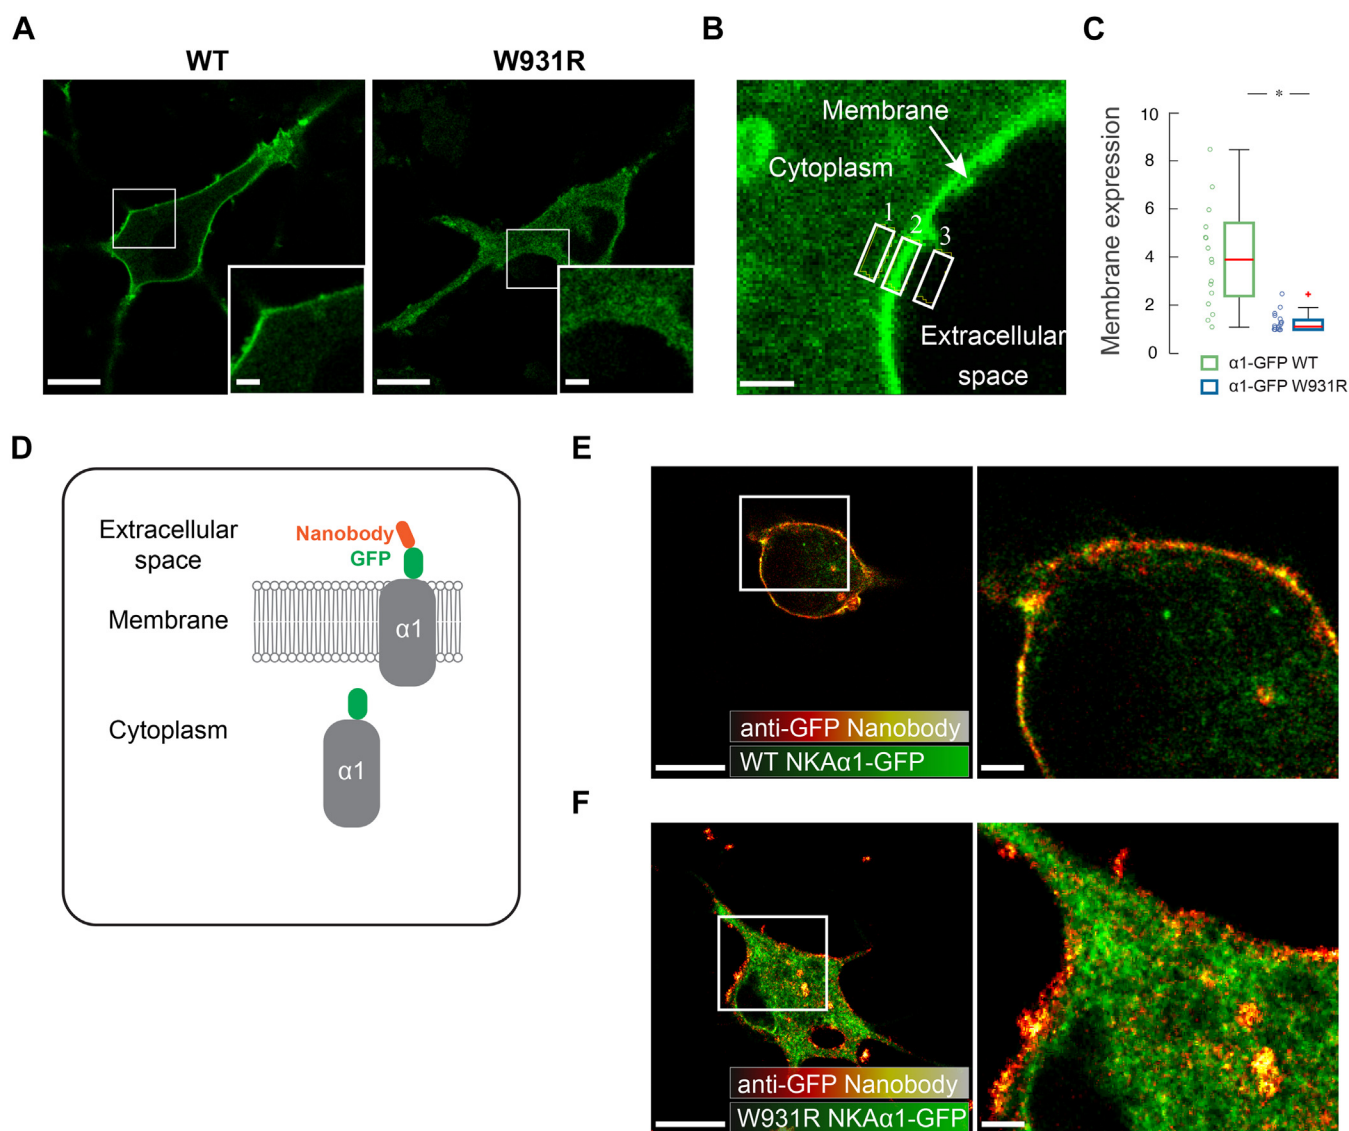 A
WT
W931R
B
Membrane
Cytoplasm
1
2
3
Extracellular
space
C
*
Membrane expression
10
8
6
4
2
0
α1-GFP WT
α1-GFP W931R
D
Extracellular
space
Nanobody
GFP
Membrane
α1
Cytoplasm
α1
E
anti-GFP Nanobody
WT NKAα1-GFP
F
anti-GFP Nanobody
W931R NKAα1-GFP